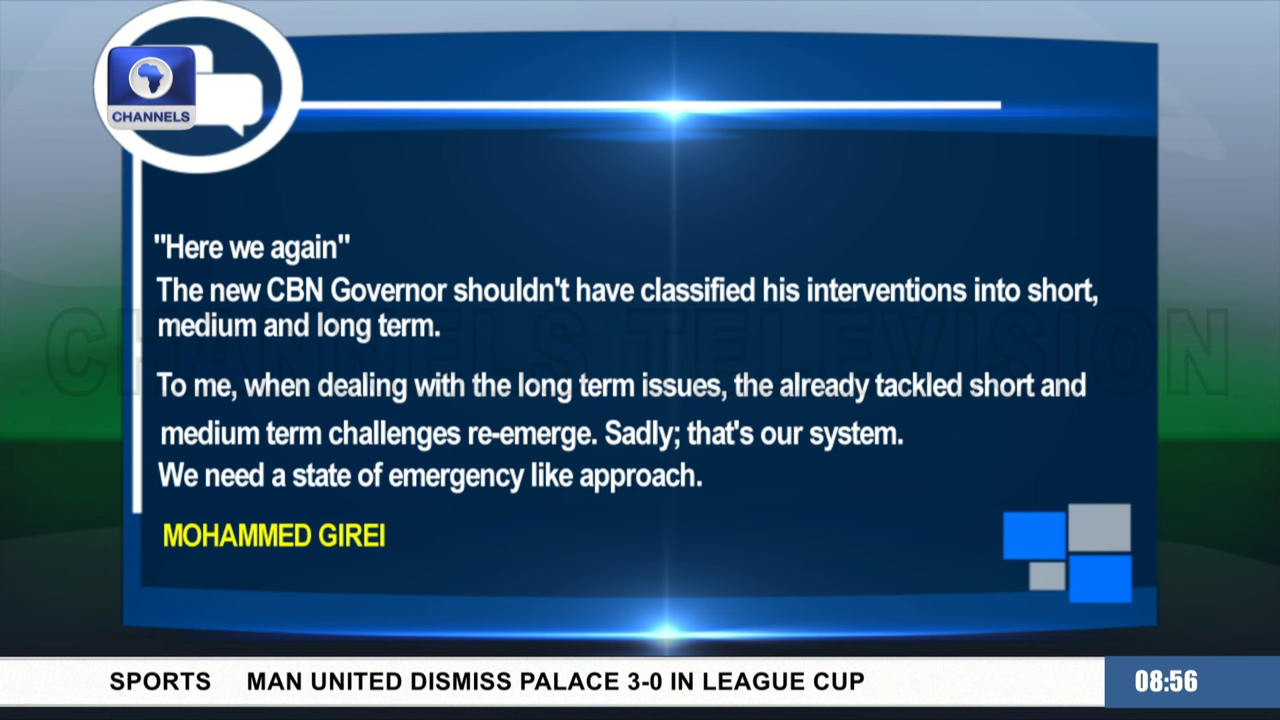 CHANNELS
"Here we again"
The new CBN Governor shouldn't have classified his interventions into short,
medium and long term.
To me, when dealing with the long term issues, the already tackled short and
medium term challenges re-emerge. Sadly; that's our system.
We need a state of emergency like approach.
MOHAMMED GIREI
CHANNELS TELEVISION
SPORTS MAN UNITED DISMISS PALACE 3-0 IN LEAGUE CUP
08:56